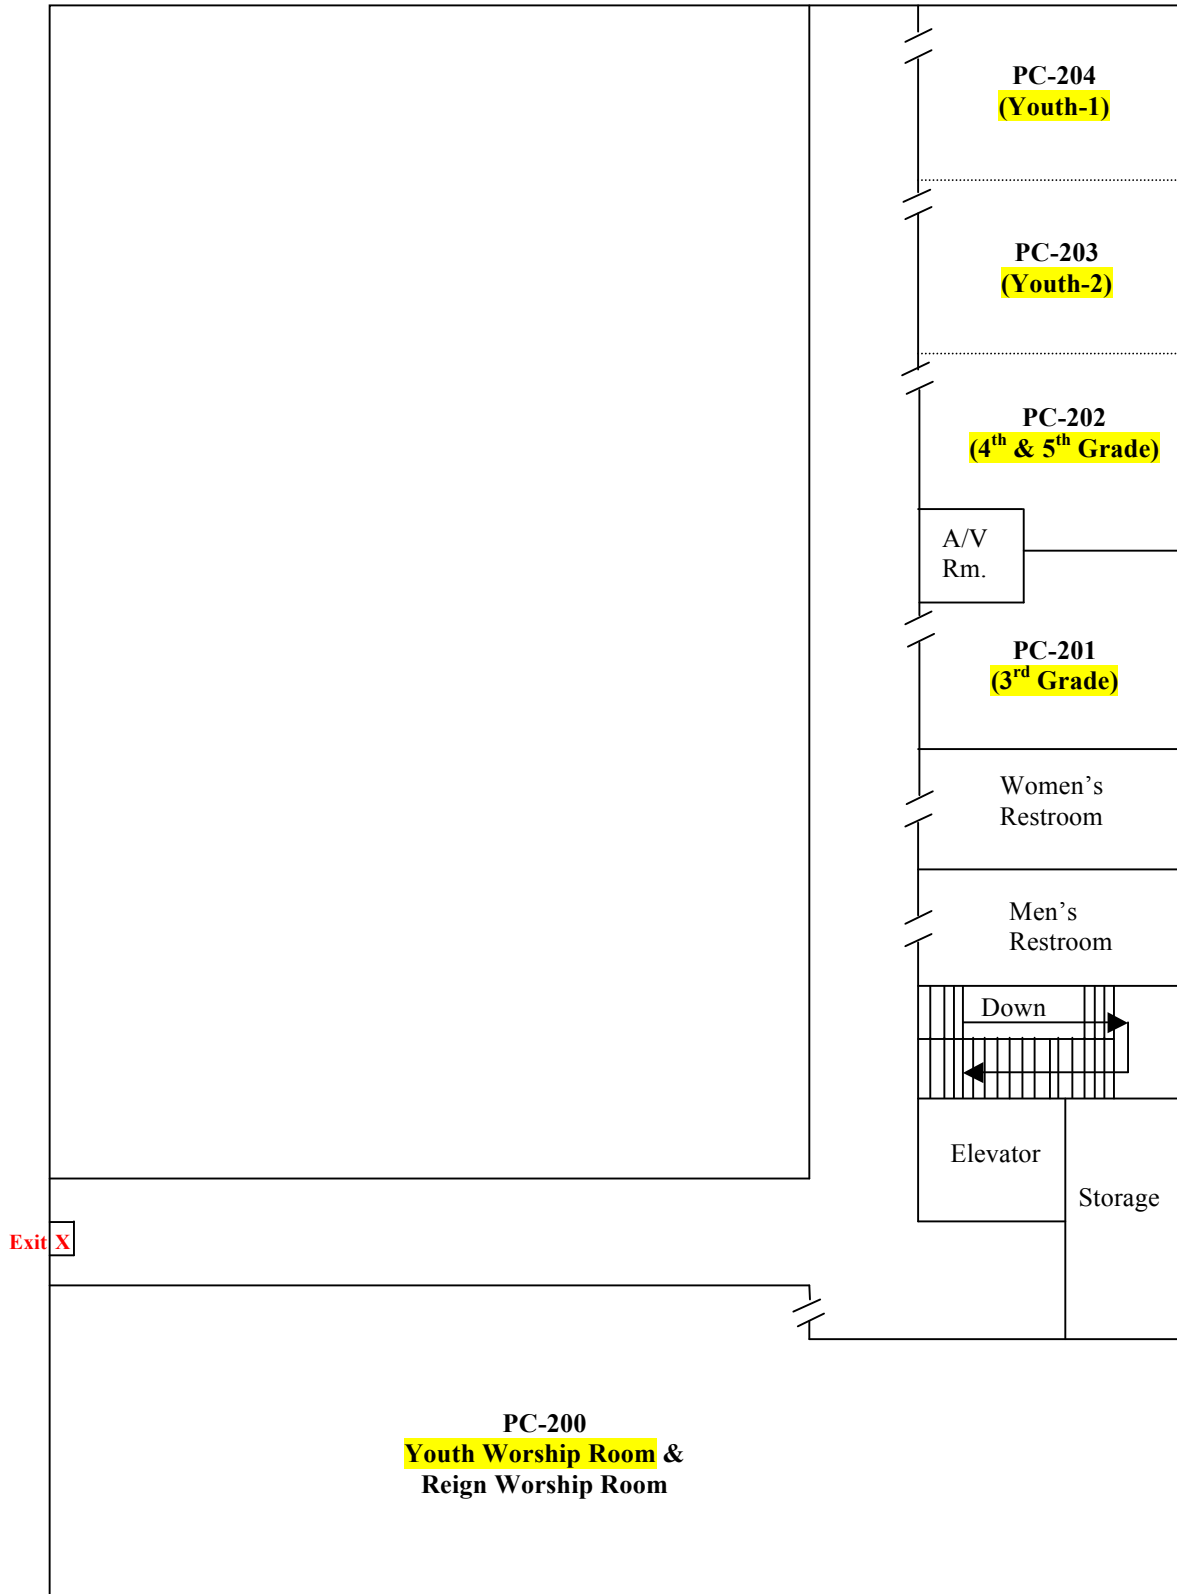 PC-204
(Youth-1)
PC-203
(Youth-2)
PC-202
(4th & 5th Grade)
A/V
Rm.
PC-201
(3rd Grade)
Women’s
Restroom
Men’s
Restroom
Down
Elevator
Storage
Exit X
PC-200
Youth Worship Room &
Reign Worship Room